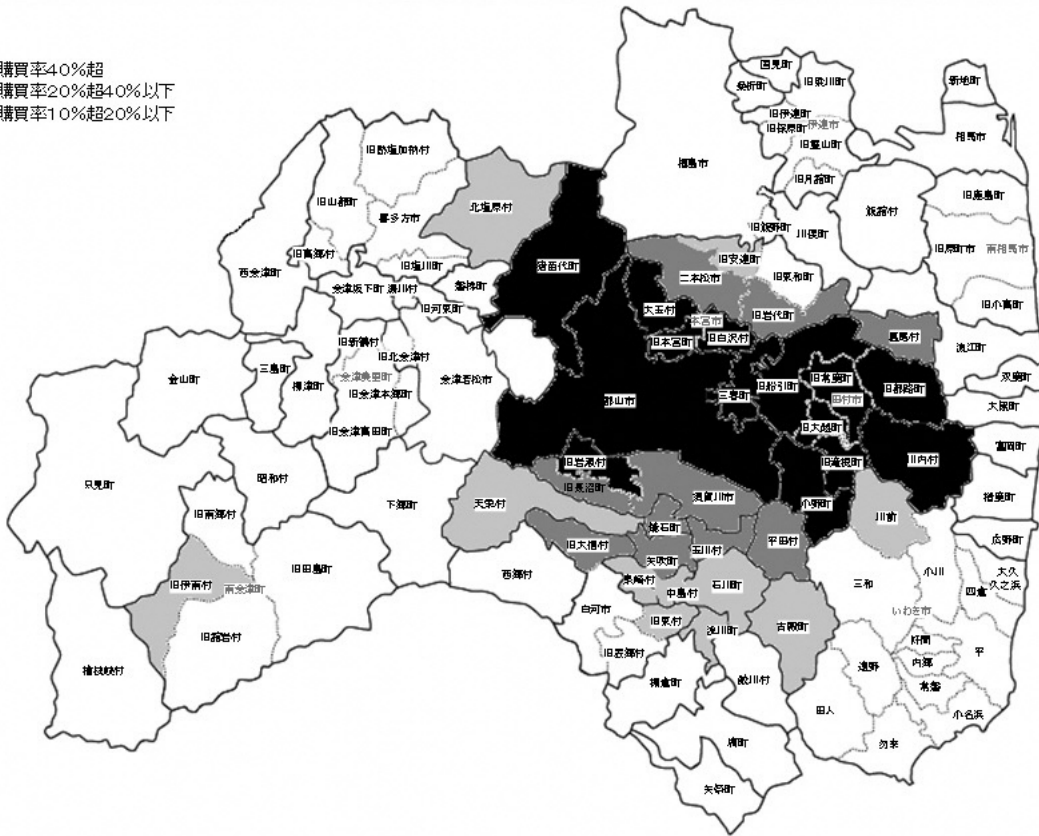 購買率40%超
購買率20%超40%以下
購買率10%超20%以下
国見町
桑折町
旧梁川町
新地町
旧伊達町
伊達市
旧保原町
旧霊山町
旧月舘町
相馬市
福島市
旧熱塩加納村
旧山都町
喜多方市
北塩原村
旧鹿島町
飯舘村
旧飯野町
川俣町
旧原町市
南相馬市
旧小高町
旧高郷村
西会津町
旧塩川町
会津坂下町
湯川村
磐梯町
旧河東町
猪苗代町
旧安達町
二本松市
旧東和町
旧岩代町
大玉村
本宮市
旧本宮町
旧白沢村
葛尾村
浪江町
双葉町
大熊町
富岡町
楢葉町
広野町
旧新鶴村
旧北会津村
会津美里町
旧会津本郷町
旧会津高田町
会津若松市
三島町
柳津町
金山町
郡山市
三春町
旧船引町
旧常葉町
田村市
旧大越町
旧都路町
旧滝根町
川内村
小野町
只見町
昭和村
下郷町
旧南郷村
旧伊南村
南会津町
旧田島町
旧舘岩村
檜枝岐村
旧岩瀬村
旧長沼町
須賀川市
天栄村
鏡石町
旧大信村
矢吹町
玉川村
平田村
西郷村
泉崎村
中島村
石川町
白河市
旧東村
浅川町
古殿町
旧表郷村
棚倉町
鮫川村
塙町
矢祭町
川前
三和
小川
大久
久之浜
四倉
いわき市
好間
内郷
平
遠野
常磐
田人
小名浜
勿来